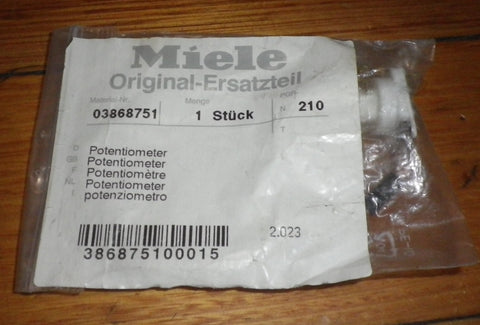 Miele
Original-Ersatzteil
Material-Nr. Menge PGR
03868751 1 Stück N 210
T
D Potentiometer
GB Potentiometer
F Potentiomètre
NL Potentiometer
I potenziometro
2.023
386875100015